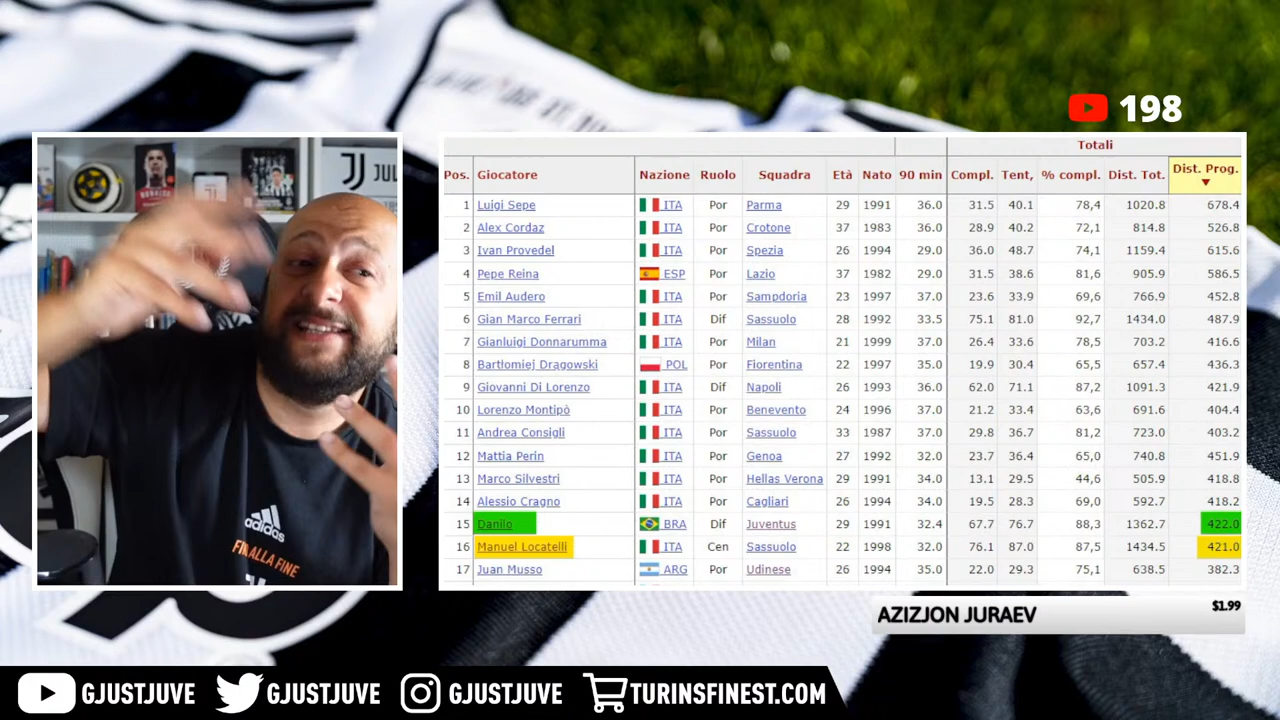 198
Totali
Pos. Giocatore Nazione Ruolo Squadra Età Nato 90 min Compl. Tent, % compl. Dist. Tot. Dist. Prog. ▼
1 Luigi Sepe ITA Por Parma 29 1991 36.0 31.5 40.1 78,4 1020.8 678.4
2 Alex Cordaz ITA Por Crotone 37 1983 36.0 28.9 40.2 72,1 814.8 526.8
3 Ivan Provedel ITA Por Spezia 26 1994 29.0 36.0 48.7 74,1 1159.4 615.6
4 Pepe Reina ESP Por Lazio 37 1982 29.0 31.5 38.6 81,6 905.9 586.5
5 Emil Audero ITA Por Sampdoria 23 1997 37.0 23.6 33.9 69,6 766.9 452.8
6 Gian Marco Ferrari ITA Dif Sassuolo 28 1992 33.5 75.1 81.0 92,7 1434.0 487.9
7 Gianluigi Donnarumma ITA Por Milan 21 1999 37.0 26.4 33.6 78,5 703.2 416.6
8 Bartłomiej Dragowski POL Por Fiorentina 22 1997 35.0 19.9 30.4 65,5 657.4 436.3
9 Giovanni Di Lorenzo ITA Dif Napoli 26 1993 36.0 62.0 71.1 87,2 1091.3 421.9
10 Lorenzo Montipò ITA Por Benevento 24 1996 37.0 21.2 33.4 63,6 691.6 404.4
11 Andrea Consigli ITA Por Sassuolo 33 1987 37.0 29.8 36.7 81,2 723.0 403.2
12 Mattia Perin ITA Por Genoa 27 1992 32.0 23.7 36.4 65,0 740.8 451.9
13 Marco Silvestri ITA Por Hellas Verona 29 1991 34.0 13.1 29.5 44,6 505.9 418.8
14 Alessio Cragno ITA Por Cagliari 26 1994 34.0 19.5 28.3 69,0 592.7 418.2
15 Danilo BRA Dif Juventus 29 1991 32.4 67.7 76.7 88,3 1362.7 422.0
16 Manuel Locatelli ITA Cen Sassuolo 22 1998 32.0 76.1 87.0 87,5 1434.5 421.0
17 Juan Musso ARG Por Udinese 26 1994 35.0 22.0 29.3 75,1 638.5 382.3
JU
adidas
FINO ALLA FINE
AZIZJON JURAEV $1.99
GJUSTJUVE GJUSTJUVE GJUSTJUVE TURINSFINEST.COM